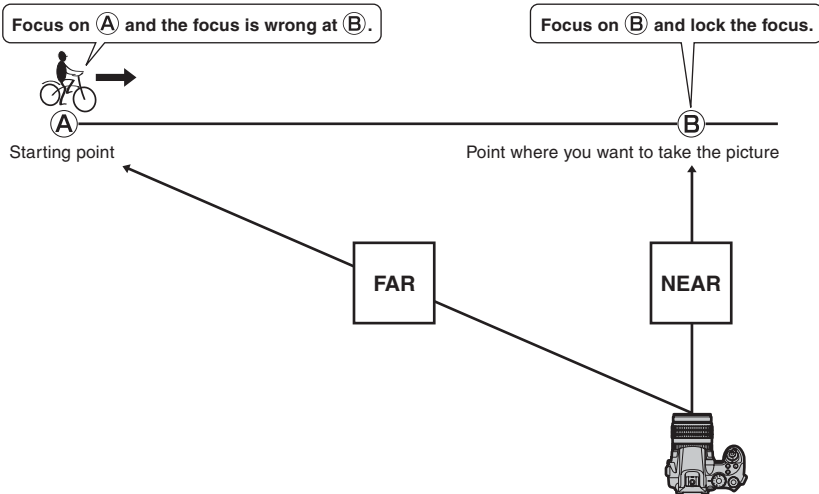 Focus on Ⓐ and the focus is wrong at Ⓑ.
Focus on Ⓑ and lock the focus.
Ⓐ
Ⓑ
Starting point
Point where you want to take the picture
FAR
NEAR